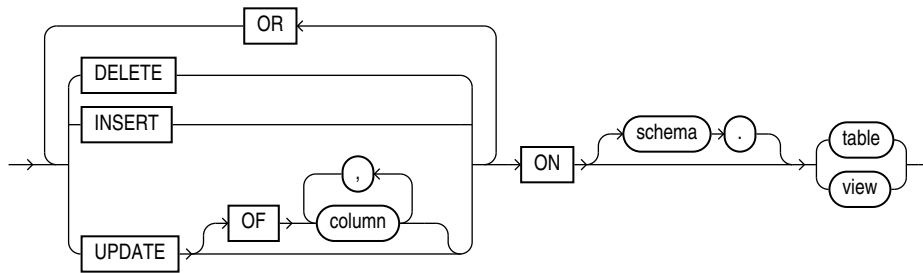 OR
DELETE
INSERT
,
schema .
table
ON
view
OF
column
UPDATE